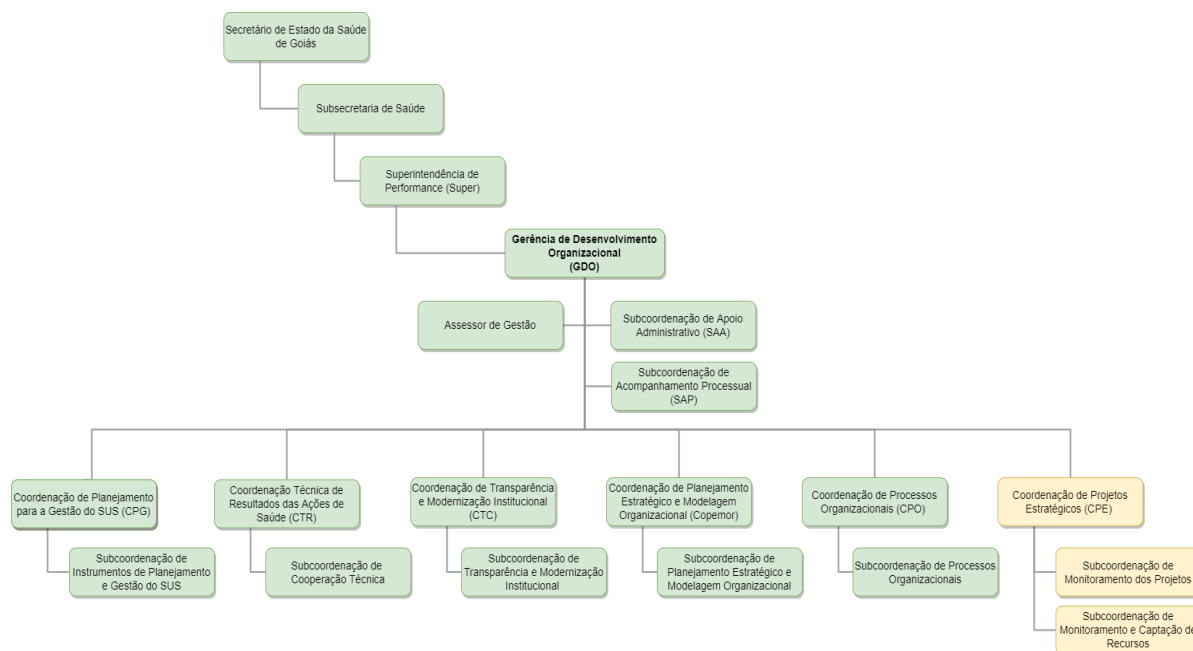 Secretário de Estado da Saúde
de Goiás
Subsecretaria de Saúde
Superintendência de
Performance (Super)
Gerência de Desenvolvimento
Organizacional
(GDO)
Assessor de Gestão
Subcoordenação de Apoio
Administrativo (SAA)
Subcoordenação de
Acompanhamento Processual
(SAP)
Coordenação de Planejamento
para a Gestão do SUS (CPG)
Subcoordenação de
Instrumentos de Planejamento
e Gestão do SUS
Coordenação Técnica de
Resultados das Ações de
Saúde (CTR)
Subcoordenação de
Cooperação Técnica
Coordenação de Transparência
e Modernização Institucional
(CTC)
Subcoordenação de
Transparência e Modernização
Institucional
Coordenação de Planejamento
Estratégico e Modelagem
Organizacional (Copemor)
Subcoordenação de
Planejamento Estratégico e
Modelagem Organizacional
Coordenação de Processos
Organizacionais (CPO)
Subcoordenação de Processos
Organizacionais
Coordenação de Projetos
Estratégicos (CPE)
Subcoordenação de
Monitoramento dos Projetos
Subcoordenação de
Monitoramento e Captação de
Recursos